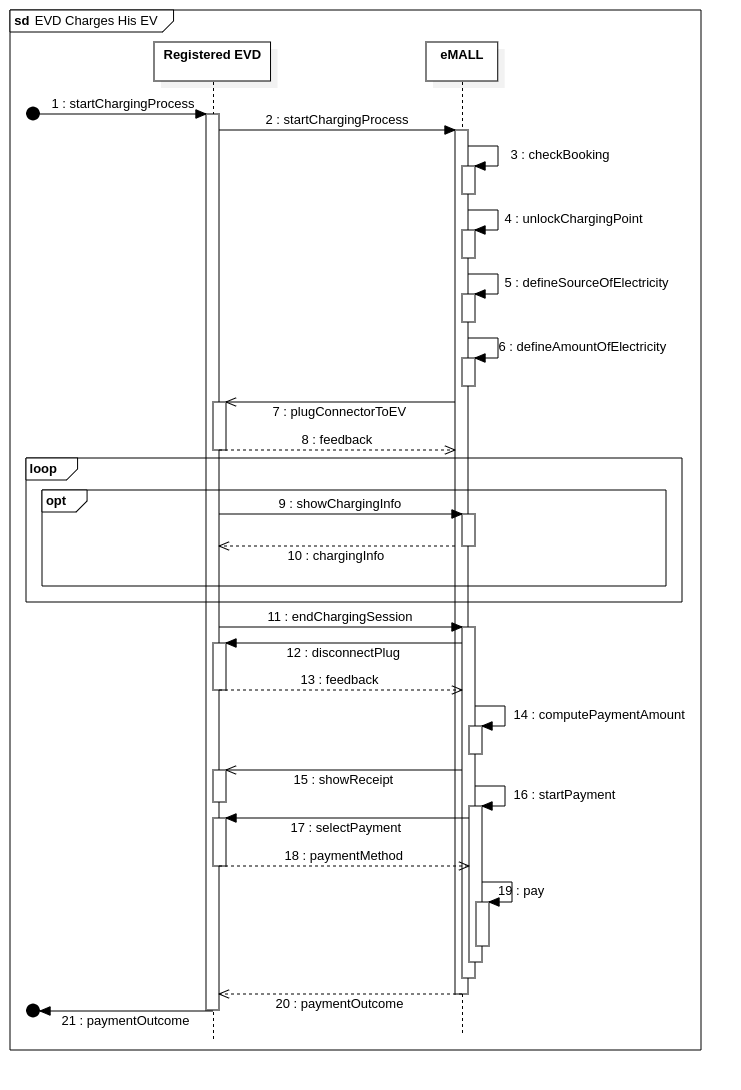 sd EVD Charges His EV
Registered EVD
eMALL
1 : startChargingProcess
2 : startChargingProcess
3 : checkBooking
4 : unlockChargingPoint
5 : defineSourceOfElectricity
6 : defineAmountOfElectricity
7 : plugConnectorToEV
8 : feedback
loop
opt
9 : showChargingInfo
10 : chargingInfo
11 : endChargingSession
12 : disconnectPlug
13 : feedback
14 : computePaymentAmount
15 : showReceipt
16 : startPayment
17 : selectPayment
18 : paymentMethod
19 : pay
20 : paymentOutcome
21 : paymentOutcome